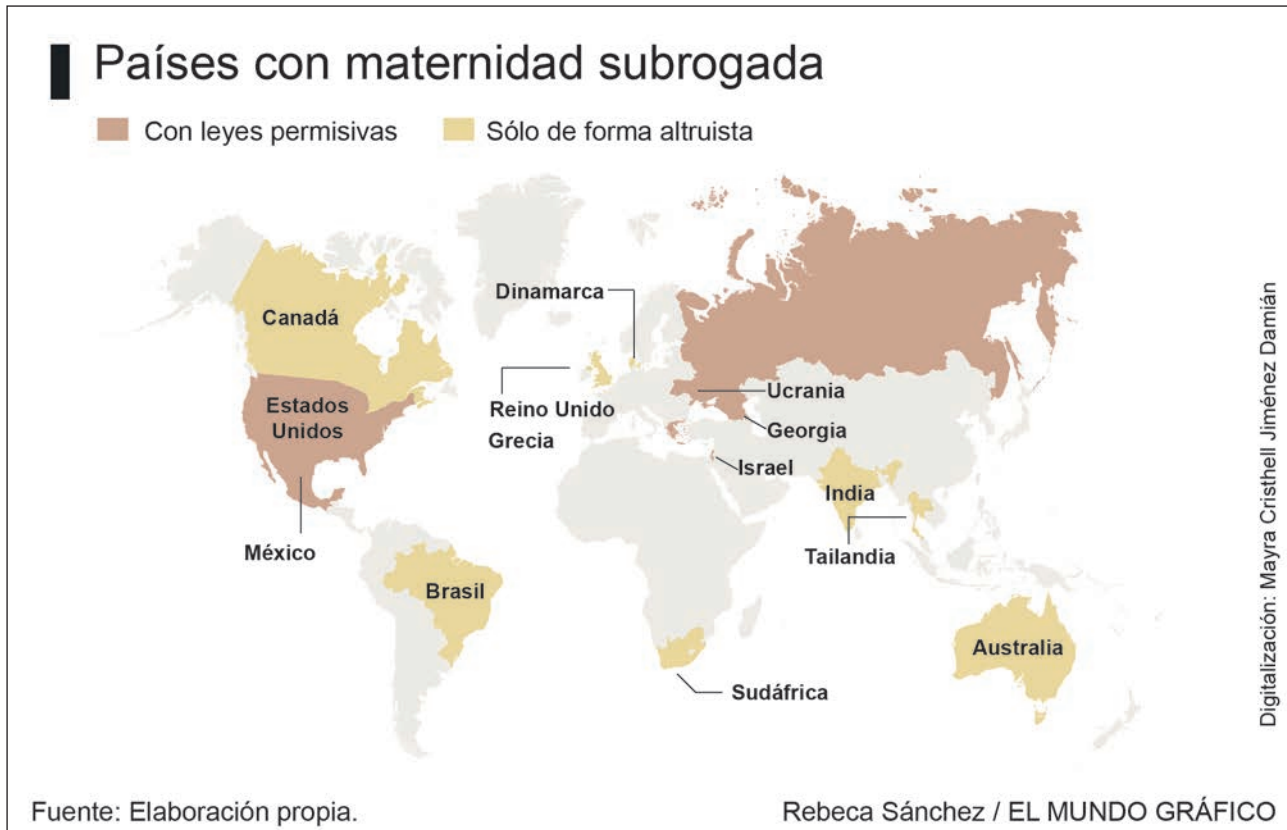 Países con maternidad subrogada
Con leyes permisivas
Sólo de forma altruista
Canadá
Estados
Unidos
México
Brasil
Dinamarca
Reino Unido
Grecia
Ucrania
Georgia
Israel
India
Tailandia
Sudáfrica
Australia
Digitalización: Mayra Cristhell Jiménez Damián
Fuente: Elaboración propia.
Rebeca Sánchez / EL MUNDO GRÁFICO